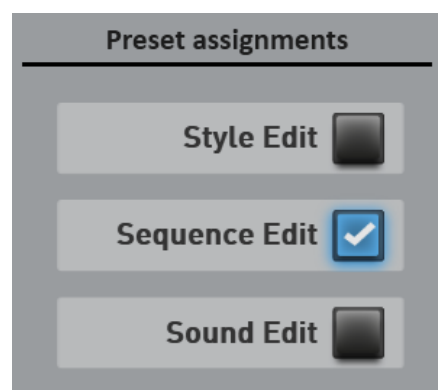 Preset assignments
Style Edit
Sequence Edit
Sound Edit